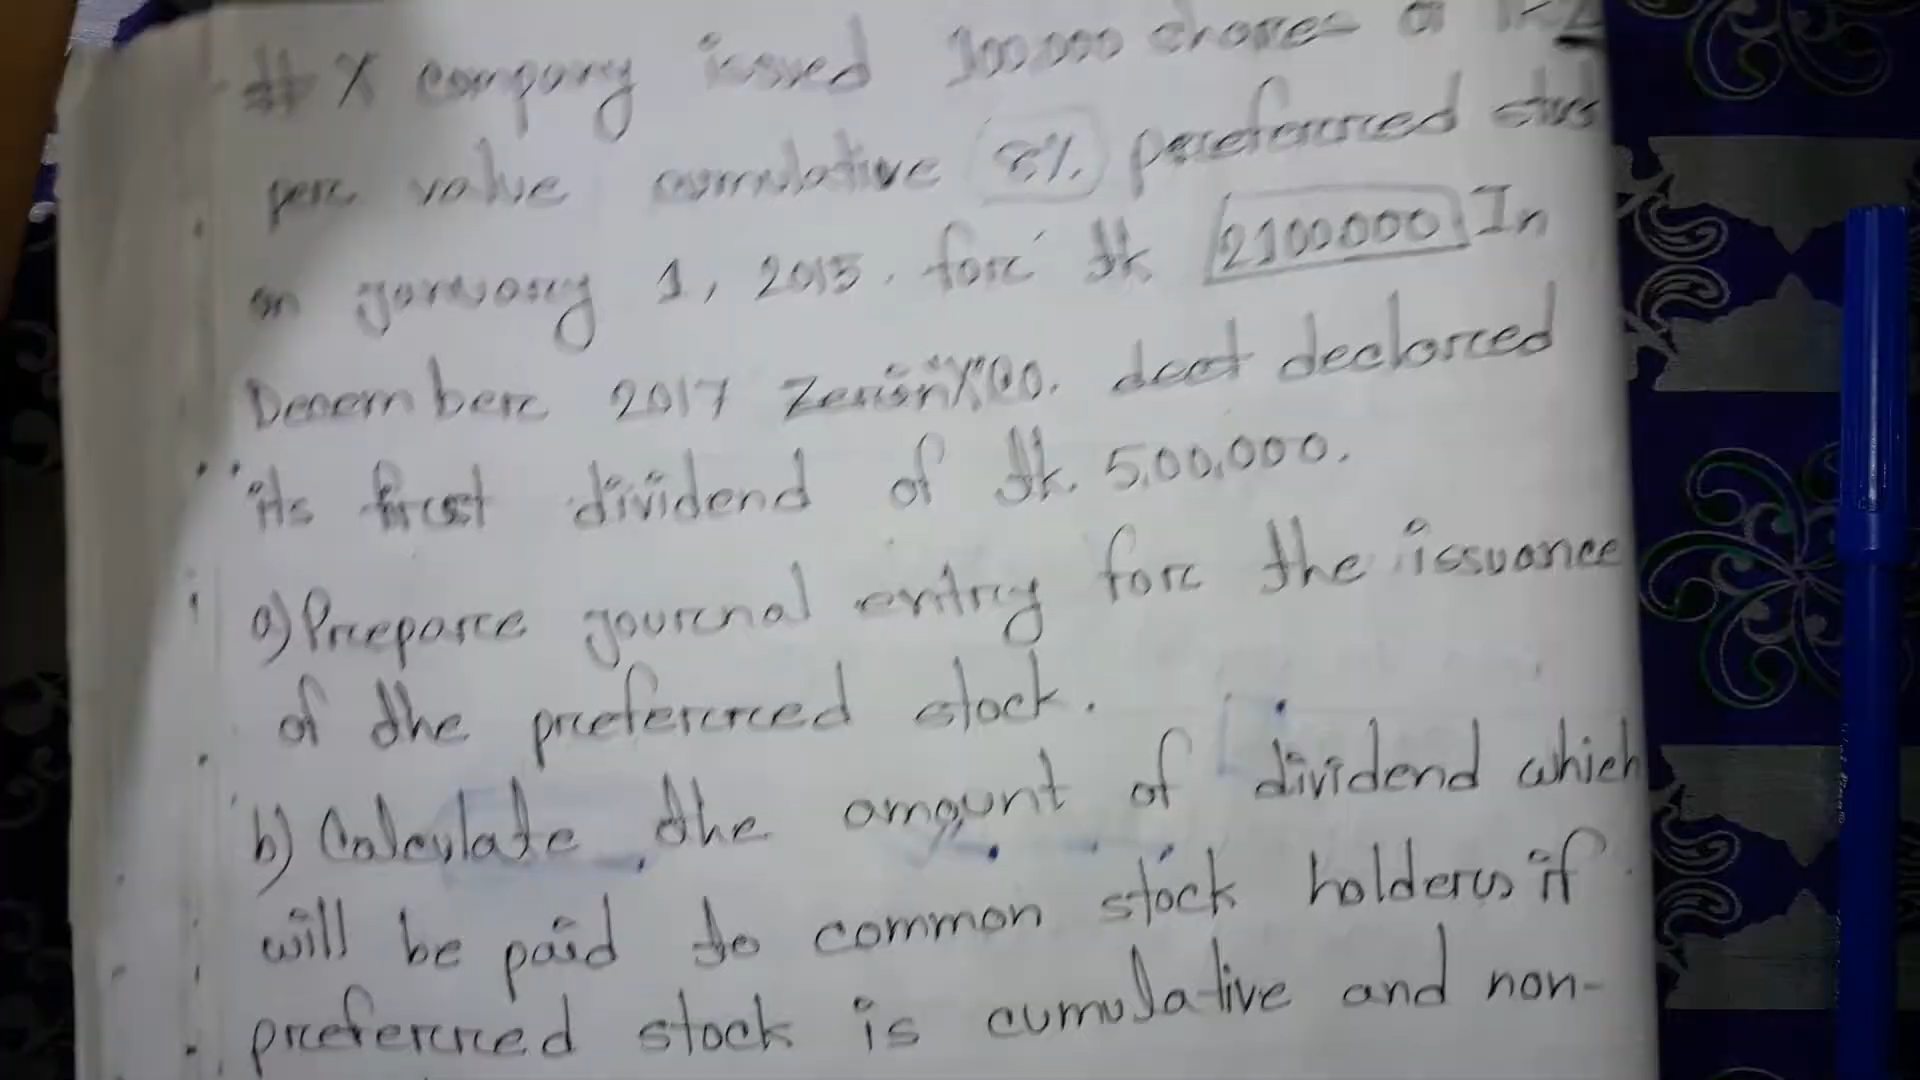 # X company issued 100000 shares of
per value cumulative 8% preferred
on january 1, 2015. for tk 2100000 In
December 2017 X Co. declared
its first dividend of tk. 5,00,000.
a) Prepare journal entry for the issuance
of the preferred stock.
b) Calculate the amount of dividend which
will be paid to common stock holders if
preferred stock is cumulative and non-